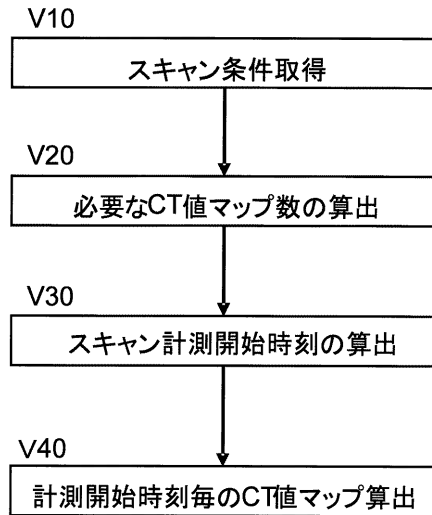 V10
スキャン条件取得
V20
必要なCT値マップ数の算出
V30
スキャン計測開始時刻の算出
V40
計測開始時刻毎のCT値マップ算出